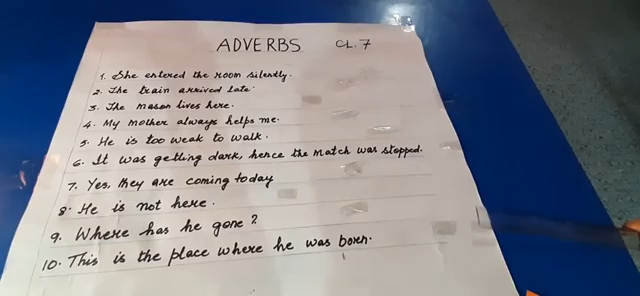 ADVERBS CL.7
1. She entered the room silently.
2. The train arrived late.
3. The mason lives here.
4. My mother always helps me.
5. He is too weak to walk.
6. It was getting dark, hence the match was stopped.
7. Yes, they are coming today
8. He is not here.
9. Where has he gone?
10. This is the place where he was born.